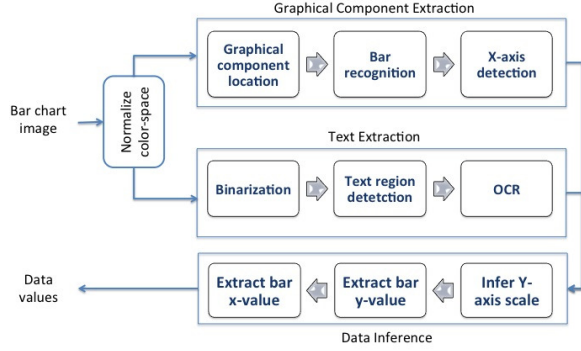 Graphical Component Extraction
Graphical
component
location
Bar
recognition
X-axis
detection
Bar chart
image
Normalize
color-space
Text Extraction
Binarization
Text region
detetction
OCR
Data
values
Extract bar
x-value
Extract bar
y-value
Infer Y-
axis scale
Data Inference